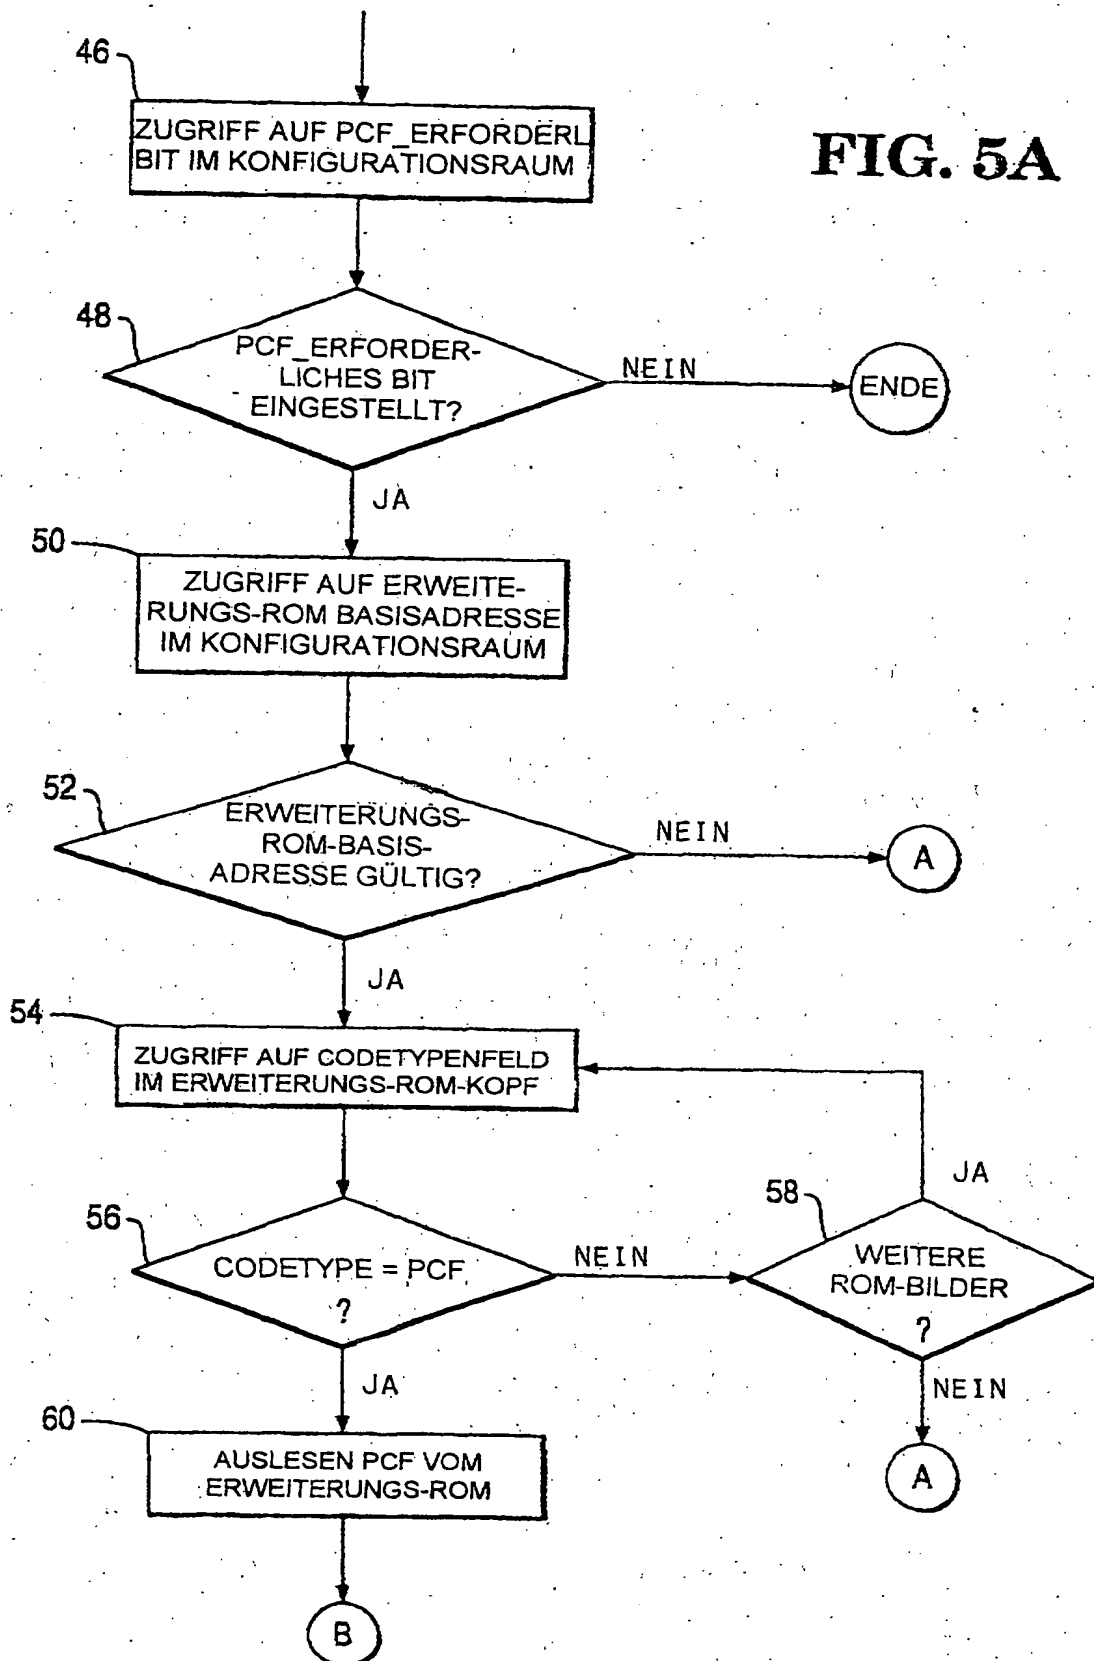 46
ZUGRIFF AUF PCF_ERFORDERL
BIT IM KONFIGURATIONSRAUM
FIG. 5A
48
PCF_ERFORDER-
LICHES BIT
EINGESTELLT?
NEIN
ENDE
JA
50
ZUGRIFF AUF ERWEITE-
RUNGS-ROM BASISADRESSE
IM KONFIGURATIONSRAUM
52
ERWEITERUNGS-
ROM-BASIS-
ADRESSE GÜLTIG?
NEIN
A
JA
54
ZUGRIFF AUF CODETYPENFELD
IM ERWEITERUNGS-ROM-KOPF
56
CODETYPE = PCF
?
NEIN
58
JA
WEITERE
ROM-BILDER
?
NEIN
A
JA
60
AUSLESEN PCF VOM
ERWEITERUNGS-ROM
B